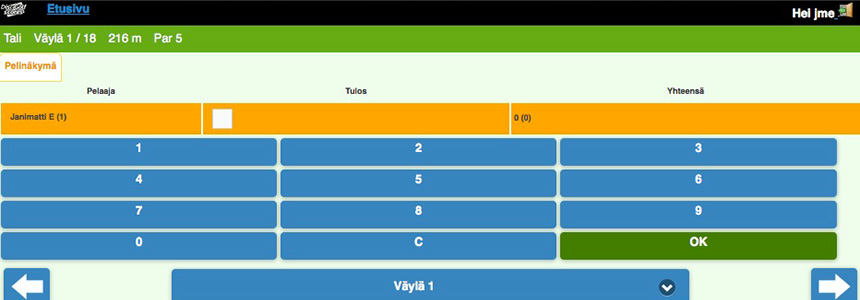 Etusivu
Hei jme_
Tali Väylä 1 / 18 216 m Par 5
Pelinäkymä
Pelaaja Tulos Yhteensä
Janimatti E (1) 0 (0)
1 2 3
4 5 6
7 8 9
0 C OK
Väylä 1